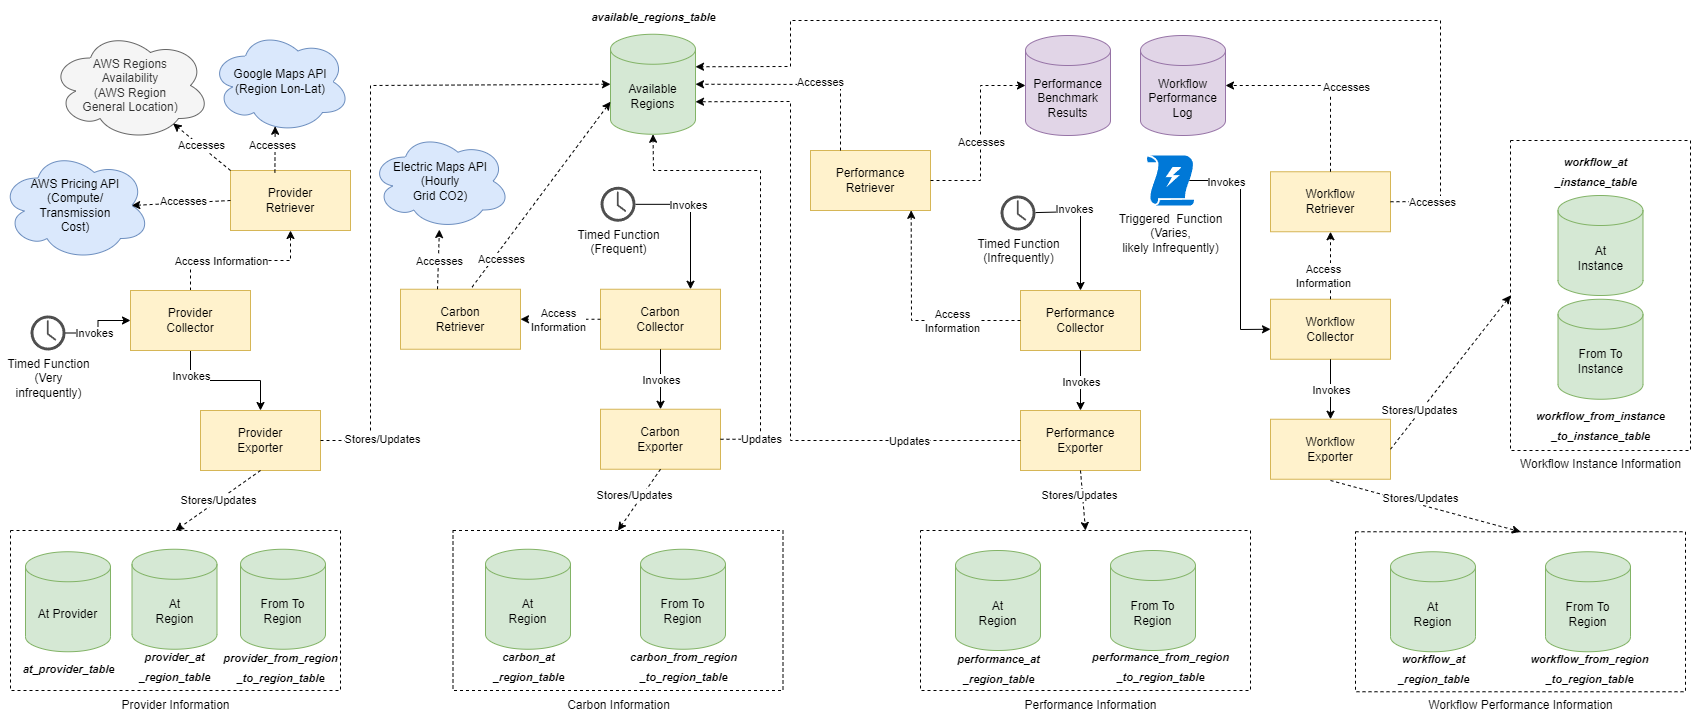 available_regions_table
AWS Regions
Availability
(AWS Region
General Location)
Google Maps API
(Region Lon-Lat)
Available
Regions
Accesses
Performance
Benchmark
Results
Workflow
Performance
Log
Accesses
Accesses
Accesses
Accesses
AWS Pricing API
(Compute/
Transmission
Cost)
Accesses
Provider
Retriever
Electric Maps API
(Hourly
Grid CO2)
Invokes
Timed Function
(Frequent)
Performance
Retriever
Accesses
Invokes
Timed Function
(Infrequently)
Invokes
Triggered  Function
(Varies,
likely Infrequently)
Workflow
Retriever
Accesses
workflow_at
_instance_table
At
Instance
From To
Instance
workflow_from_instance
_to_instance_table
Workflow Instance Information
Access Information
Accesses
Accesses
Access
Information
Provider
Collector
Invokes
Timed Function
(Very
infrequently)
Carbon
Retriever
Access
Information
Carbon
Collector
Access
Information
Performance
Collector
Workflow
Collector
Invokes
Invokes
Invokes
Invokes
Provider
Exporter
Stores/Updates
Carbon
Exporter
Updates
Updates
Performance
Exporter
Workflow
Exporter
Stores/Updates
Stores/Updates
Stores/Updates
Stores/Updates
Stores/Updates
At Provider
at_provider_table
At
Region
provider_at
_region_table
From To
Region
provider_from_region
_to_region_table
Provider Information
At
Region
carbon_at
_region_table
From To
Region
carbon_from_region
_to_region_table
Carbon Information
At
Region
performance_at
_region_table
From To
Region
performance_from_region
_to_region_table
Performance Information
At
Region
workflow_at
_region_table
From To
Region
workflow_from_region
_to_region_table
Workflow Performance Information